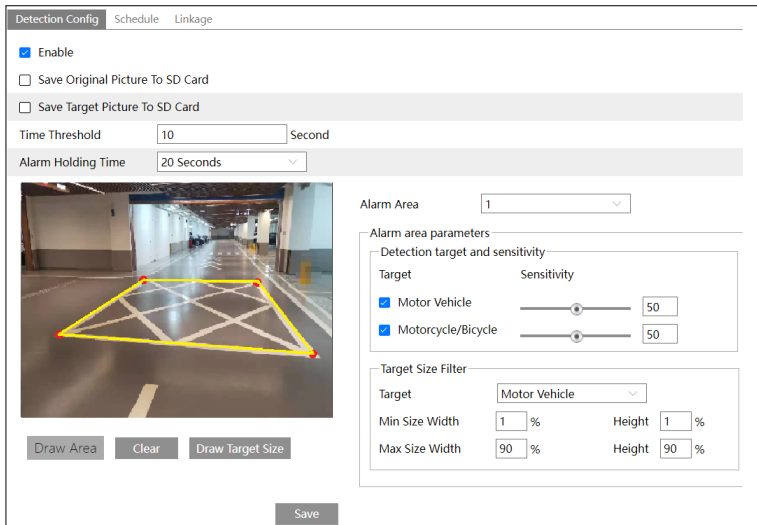 Detection Config Schedule Linkage
Enable
Save Original Picture To SD Card
Save Target Picture To SD Card
Time Threshold 10 Second
Alarm Holding Time 20 Seconds
Alarm Area 1
Alarm area parameters
Detection target and sensitivity
Target Sensitivity
Motor Vehicle 50
Motorcycle/Bicycle 50
Target Size Filter
Target Motor Vehicle
Min Size Width 1 % Height 1 %
Max Size Width 90 % Height 90 %
Draw Area Clear Draw Target Size
Save